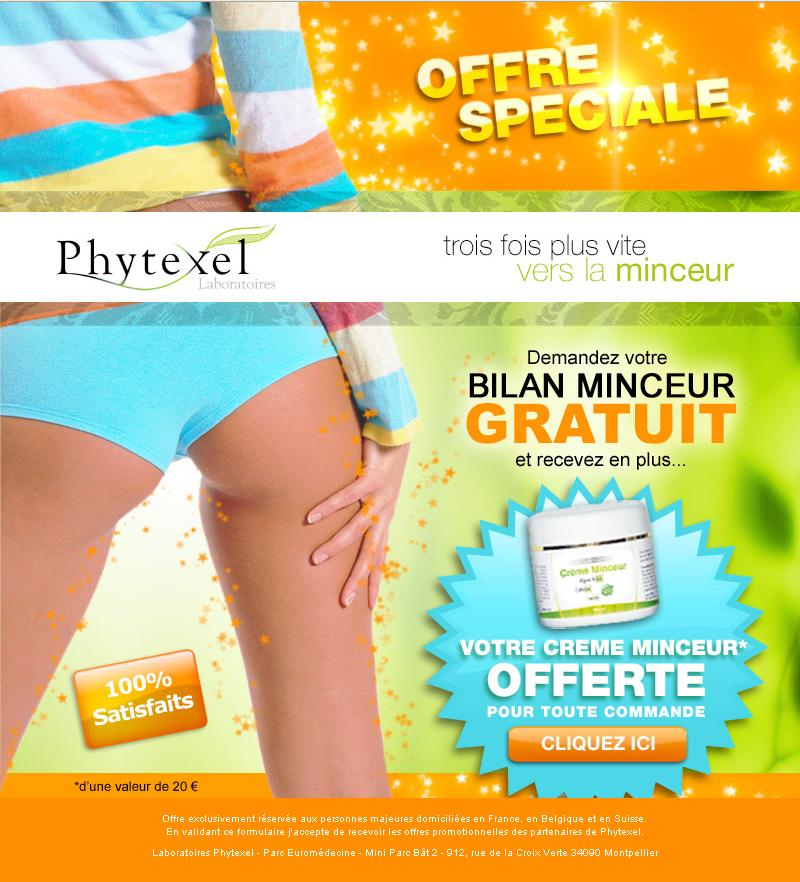 OFFRE
SPECIALE
Phytexel
Laboratoires
trois fois plus vite
vers la minceur
Demandez votre
BILAN MINCEUR
GRATUIT
et recevez en plus...
Crème Minceur
VOTRE CREME MINCEUR*
OFFERTE
POUR TOUTE COMMANDE
CLIQUEZ ICI
100%
Satisfaits
*d'une valeur de 20 €
Offre exclusivement réservée aux personnes majeures domiciliées en France, en Belgique et en Suisse.
En validant ce formulaire j'accepte de recevoir les offres promotionnelles des partenaires de Phytexel.
Laboratoires Phytexel - Parc Euromédecine - Mini Parc Bât 2 - 912, rue de la Croix Verte 34090 Montpellier